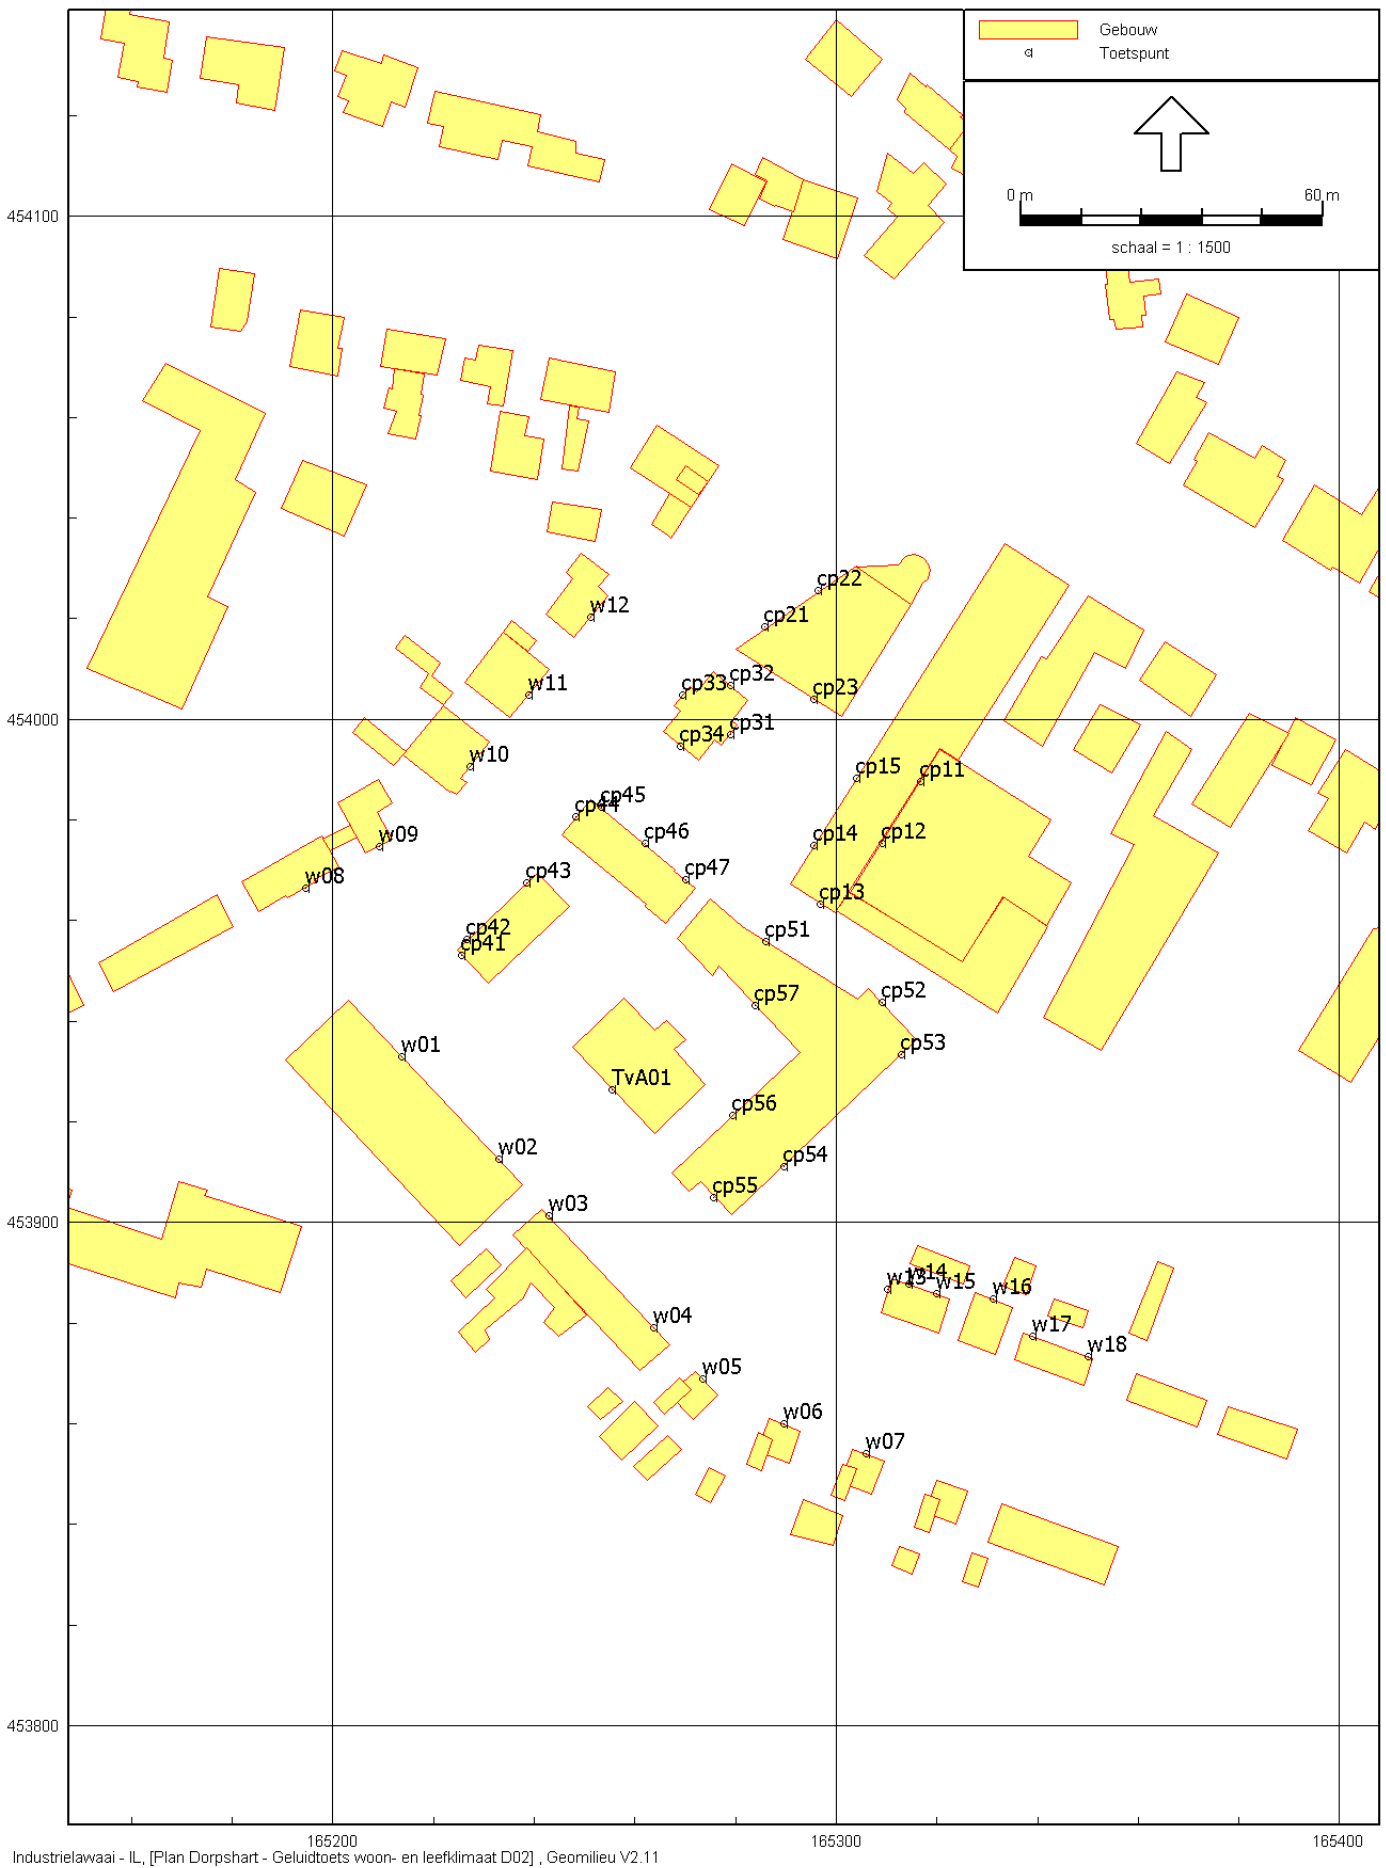 Gebouw
Toetspunt
0 m 60 m
schaal = 1 : 1500
454100
w12
cp22
cp21
w11
cp33
cp32
cp23
454000
cp34
cp31
w10
cp15
cp11
cp44
cp45
w09
cp46
cp14
cp12
w08
cp43
cp47
cp13
cp42
cp41
cp51
cp57
cp52
w01
cp53
TvA01
cp56
w02
cp54
cp55
w03
453900
w13
w14
w15
w16
w04
w17
w18
w05
w06
w07
453800
165200 165300 165400
Industrielawaai - IL, [Plan Dorpshart - Geluidtoets woon- en leefklimaat D02] , Geomilieu V2.11